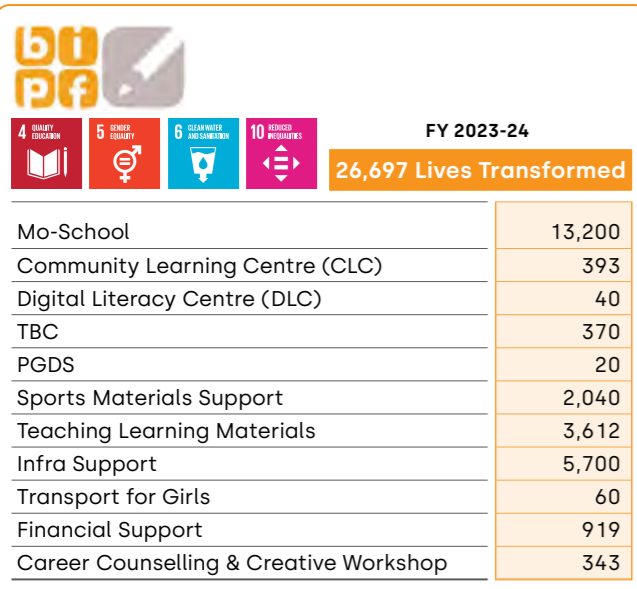 bi
pf
4 QUALITY EDUCATION
5 GENDER EQUALITY
6 CLEAN WATER AND SANITATION
10 REDUCED INEQUALITIES
FY 2023-24
26,697 Lives Transformed
Mo-School 13,200
Community Learning Centre (CLC) 393
Digital Literacy Centre (DLC) 40
TBC 370
PGDS 20
Sports Materials Support 2,040
Teaching Learning Materials 3,612
Infra Support 5,700
Transport for Girls 60
Financial Support 919
Career Counselling & Creative Workshop 343